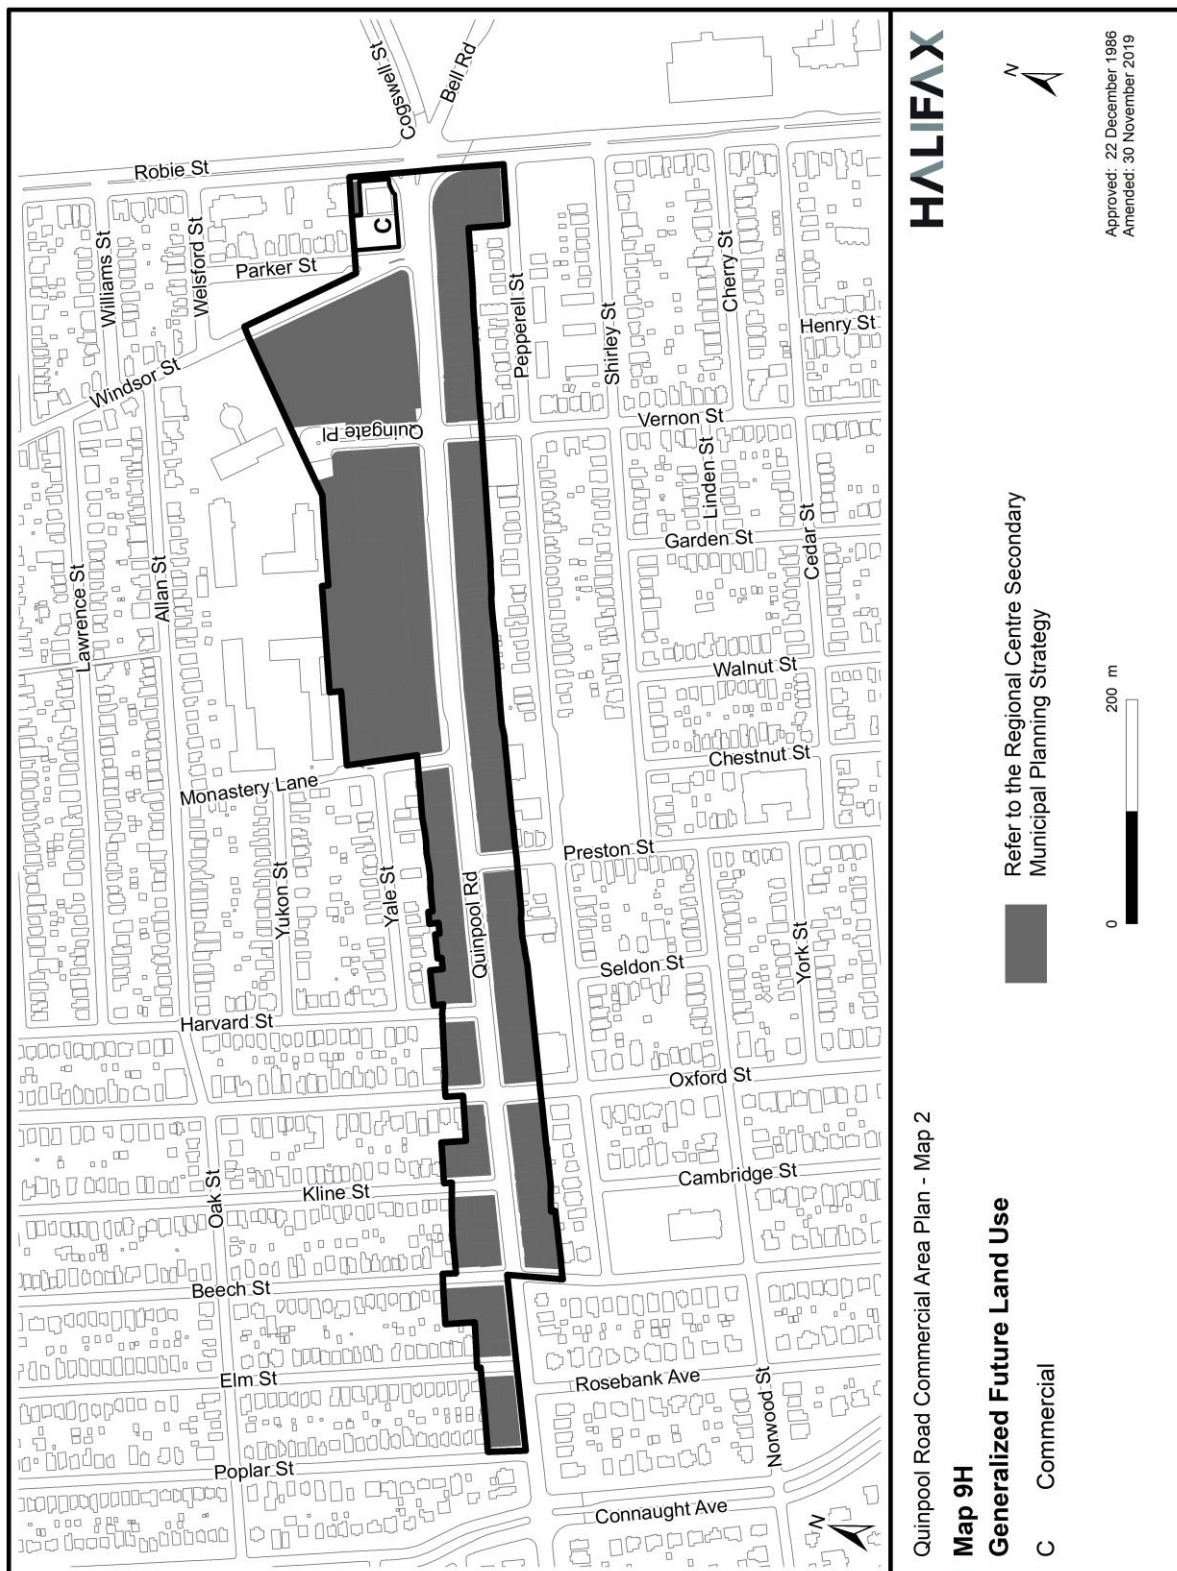 Cogswell St
Bell Rd
Robie St
Williams St
Welsford St
Parker St
C
Windsor St
Quingate Pl
Pepperell St
Shirley St
Cherry St
Henry St
Vernon St
Linden St
Garden St
Cedar St
Lawrence St
Allan St
Walnut St
Chestnut St
Monastery Lane
Yukon St
Yale St
Quinpool Rd
Preston St
Seldon St
York St
Harvard St
Oxford St
Cambridge St
Oak St
Kline St
Beech St
Elm St
Rosebank Ave
Norwood St
Poplar St
Connaught Ave
N
Quinpool Road Commercial Area Plan - Map 2
Map 9H
Generalized Future Land Use
C Commercial
Refer to the Regional Centre Secondary
Municipal Planning Strategy
0 200 m
HALIFAX
N
Approved: 22 December 1986
Amended: 30 November 2019